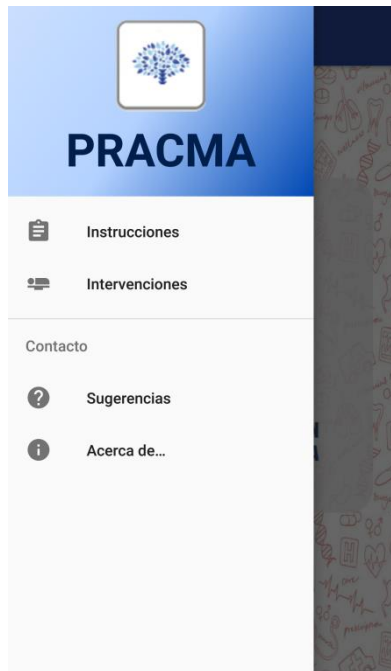 PRACMA
Instrucciones
Intervenciones
Contacto
Sugerencias
Acerca de...